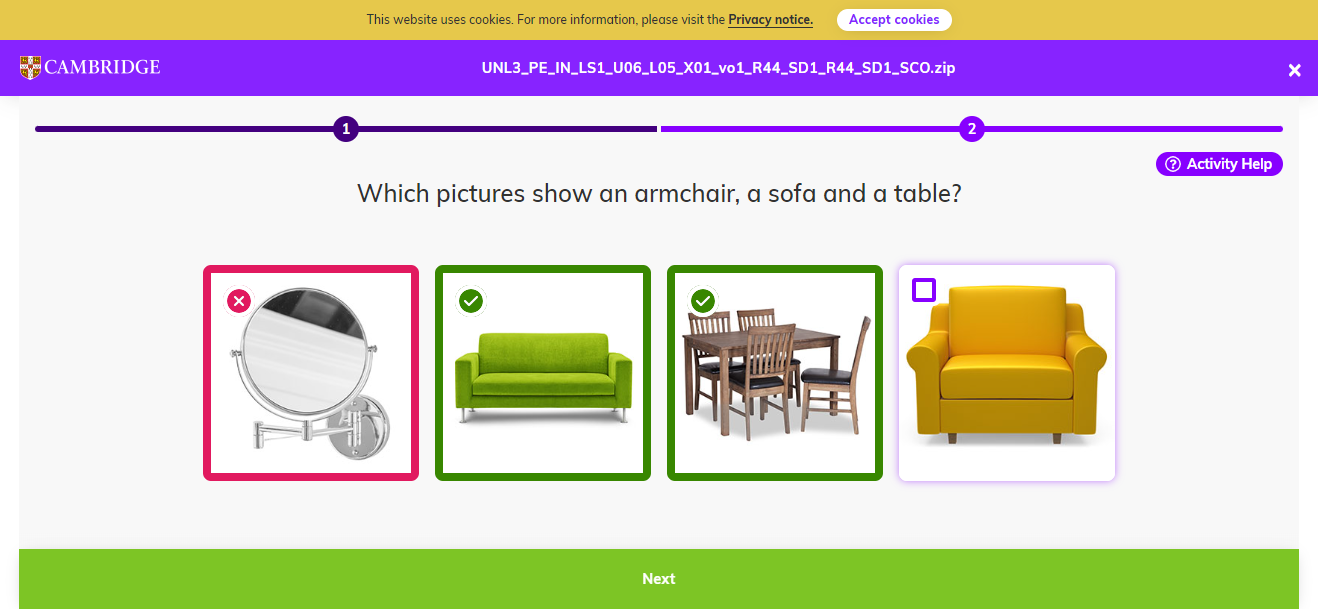 This website uses cookies. For more information, please visit the Privacy notice.
Accept cookies
CAMBRIDGE
UNL3_PE_IN_LS1_U06_L05_X01_vo1_R44_SD1_R44_SD1_SCO.zip
1
2
Activity Help
Which pictures show an armchair, a sofa and a table?
Next